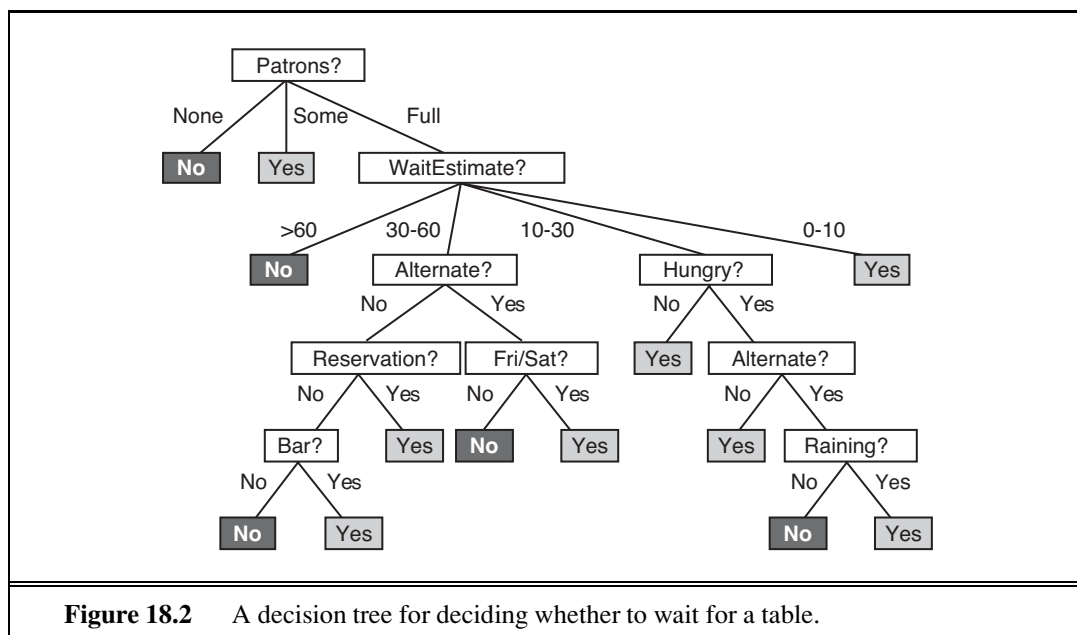 Patrons?
None Some Full
No Yes WaitEstimate?
>60 30-60 10-30 0-10
No Alternate? Hungry? Yes
No Yes No Yes
Reservation? Fri/Sat? Yes Alternate?
No Yes No Yes No Yes
Bar? Yes No Yes Yes Raining?
No Yes No Yes
No Yes No Yes
Figure 18.2 A decision tree for deciding whether to wait for a table.